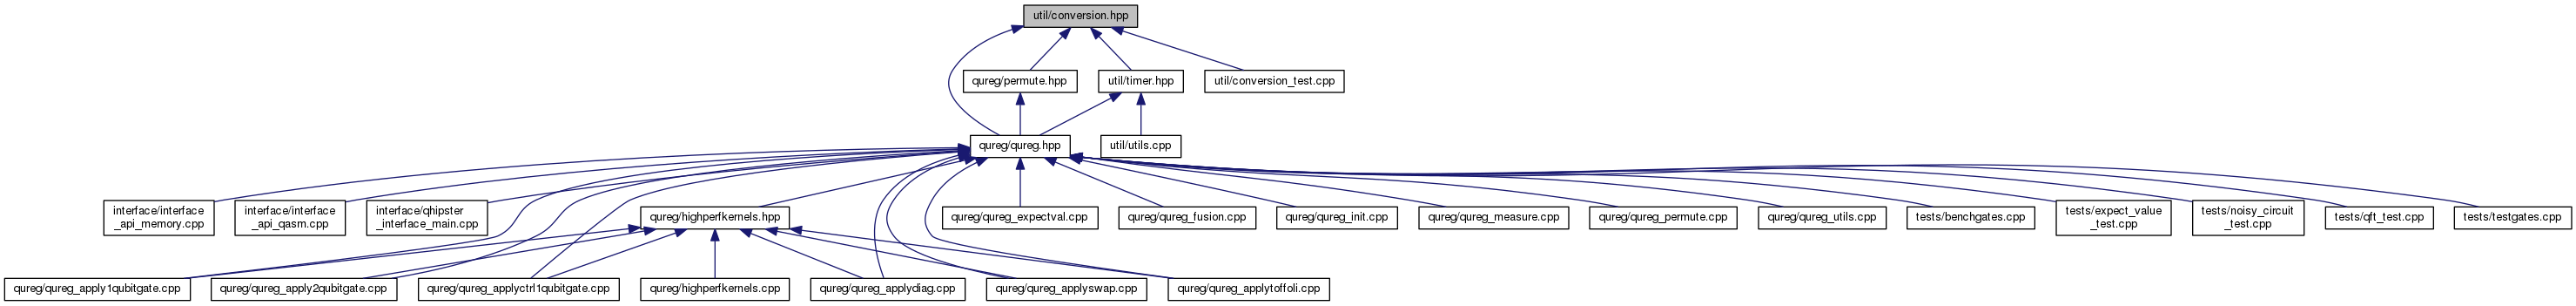 util/conversion.hpp
qureg/permute.hpp
util/timer.hpp
util/conversion_test.cpp
qureg/qureg.hpp
util/utils.cpp
interface/interface
_api_memory.cpp
interface/interface
_api_qasm.cpp
interface/qhipster
_interface_main.cpp
qureg/highperfkernels.hpp
qureg/qureg_expectval.cpp
qureg/qureg_fusion.cpp
qureg/qureg_init.cpp
qureg/qureg_measure.cpp
qureg/qureg_permute.cpp
qureg/qureg_utils.cpp
tests/benchgates.cpp
tests/expect_value
_test.cpp
tests/noisy_circuit
_test.cpp
tests/qft_test.cpp
tests/testgates.cpp
qureg/qureg_apply1qubitgate.cpp
qureg/qureg_apply2qubitgate.cpp
qureg/qureg_applyctrl1qubitgate.cpp
qureg/highperfkernels.cpp
qureg/qureg_applydiag.cpp
qureg/qureg_applyswap.cpp
qureg/qureg_applytoffoli.cpp